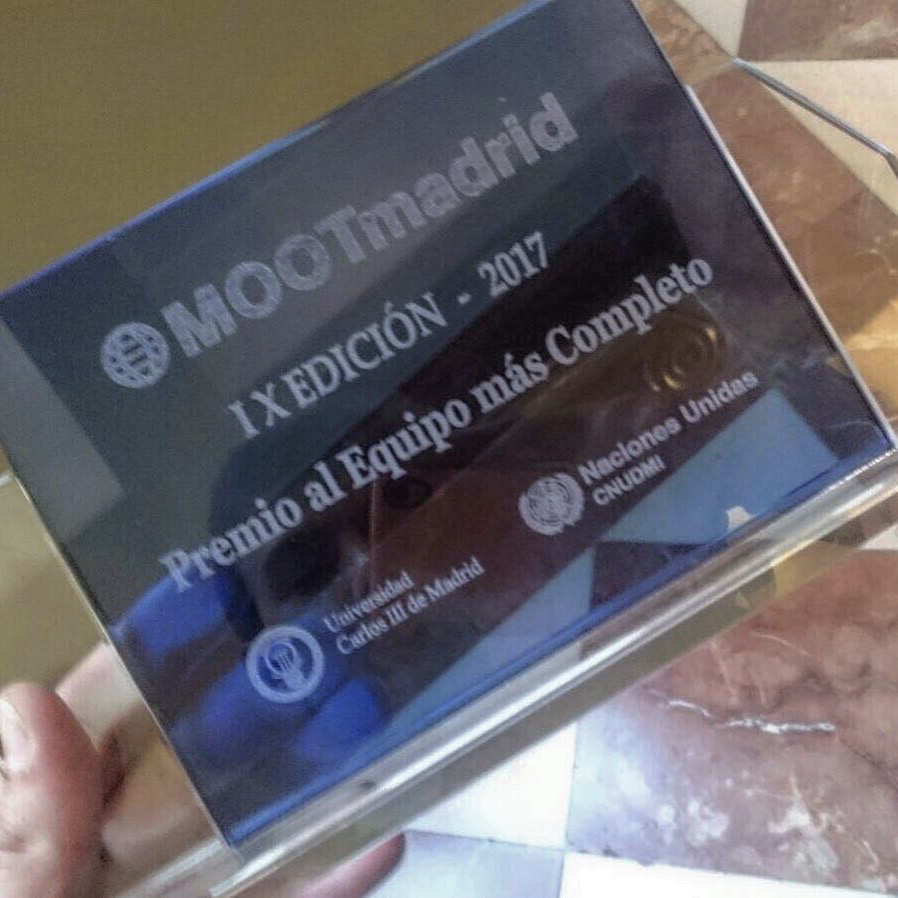 MOOTmadrid
IX EDICIÓN - 2017
Premio al Equipo más Completo
Naciones Unidas
CNUDMI
Universidad
Carlos III de Madrid